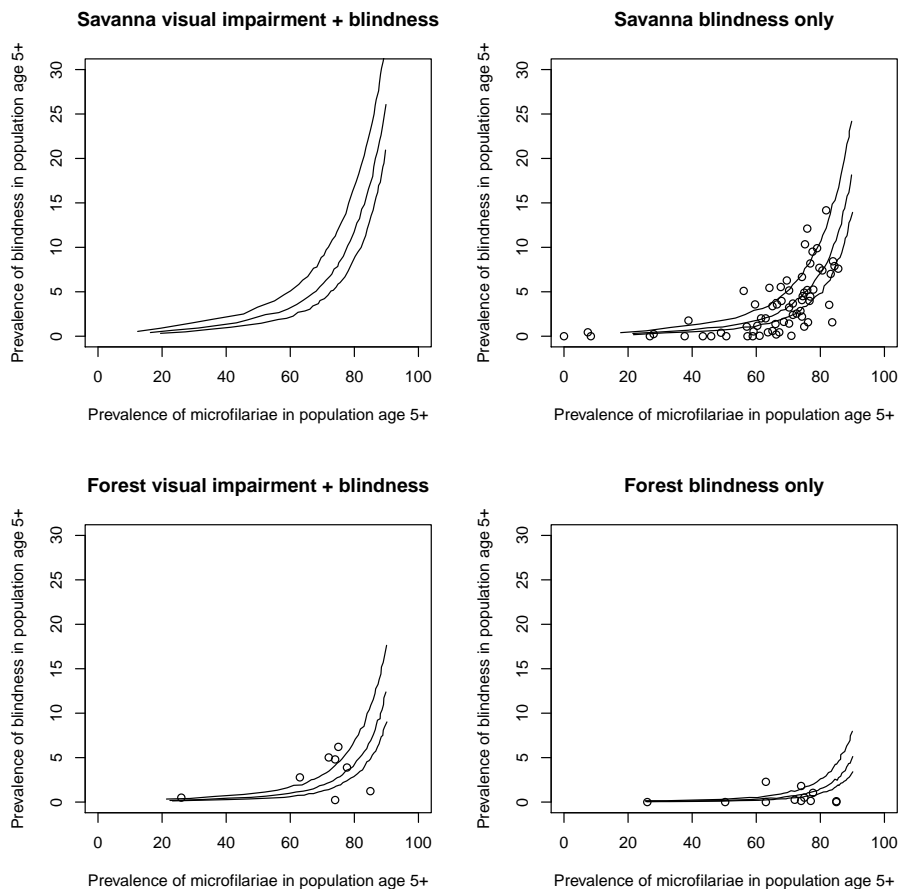 Savanna visual impairment + blindness
Prevalence of blindness in population age 5+
30
25
20
15
10
5
0
0 20 40 60 80 100
Prevalence of microfilariae in population age 5+
Savanna blindness only
Prevalence of blindness in population age 5+
30
25
20
15
10
5
0
0 20 40 60 80 100
Prevalence of microfilariae in population age 5+
Forest visual impairment + blindness
Prevalence of blindness in population age 5+
30
25
20
15
10
5
0
0 20 40 60 80 100
Prevalence of microfilariae in population age 5+
Forest blindness only
Prevalence of blindness in population age 5+
30
25
20
15
10
5
0
0 20 40 60 80 100
Prevalence of microfilariae in population age 5+